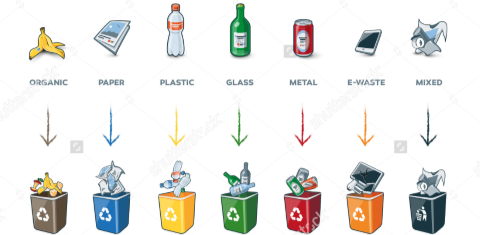 ORGANIC PAPER PLASTIC GLASS METAL E-WASTE MIXED